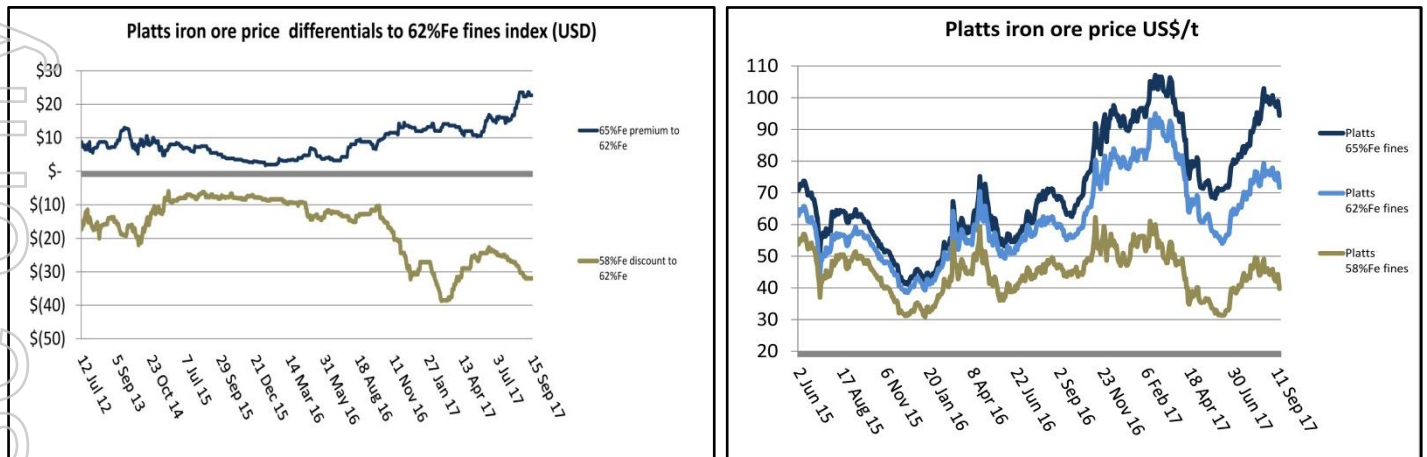 Platts iron ore price differentials to 62%Fe fines index (USD)
$30
$20
$10
$-
$(10)
$(20)
$(30)
$(40)
$(50)
65%Fe premium to
62%Fe
58%Fe discount to
62%Fe
12 Jul 12
5 Sep 13
23 Oct 14
7 Jul 15
29 Sep 15
21 Dec 15
14 Mar 16
31 May 16
18 Aug 16
11 Nov 16
27 Jan 17
13 Apr 17
3 Jul 17
15 Sep 17
Platts iron ore price US$/t
110
100
90
80
70
60
50
40
30
20
Platts
65%Fe fines
Platts
62%Fe fines
Platts
58%Fe fines
2 Jun 15
17 Aug 15
6 Nov 15
20 Jan 16
8 Apr 16
22 Jun 16
2 Sep 16
23 Nov 16
6 Feb 17
18 Apr 17
30 Jun 17
11 Sep 17